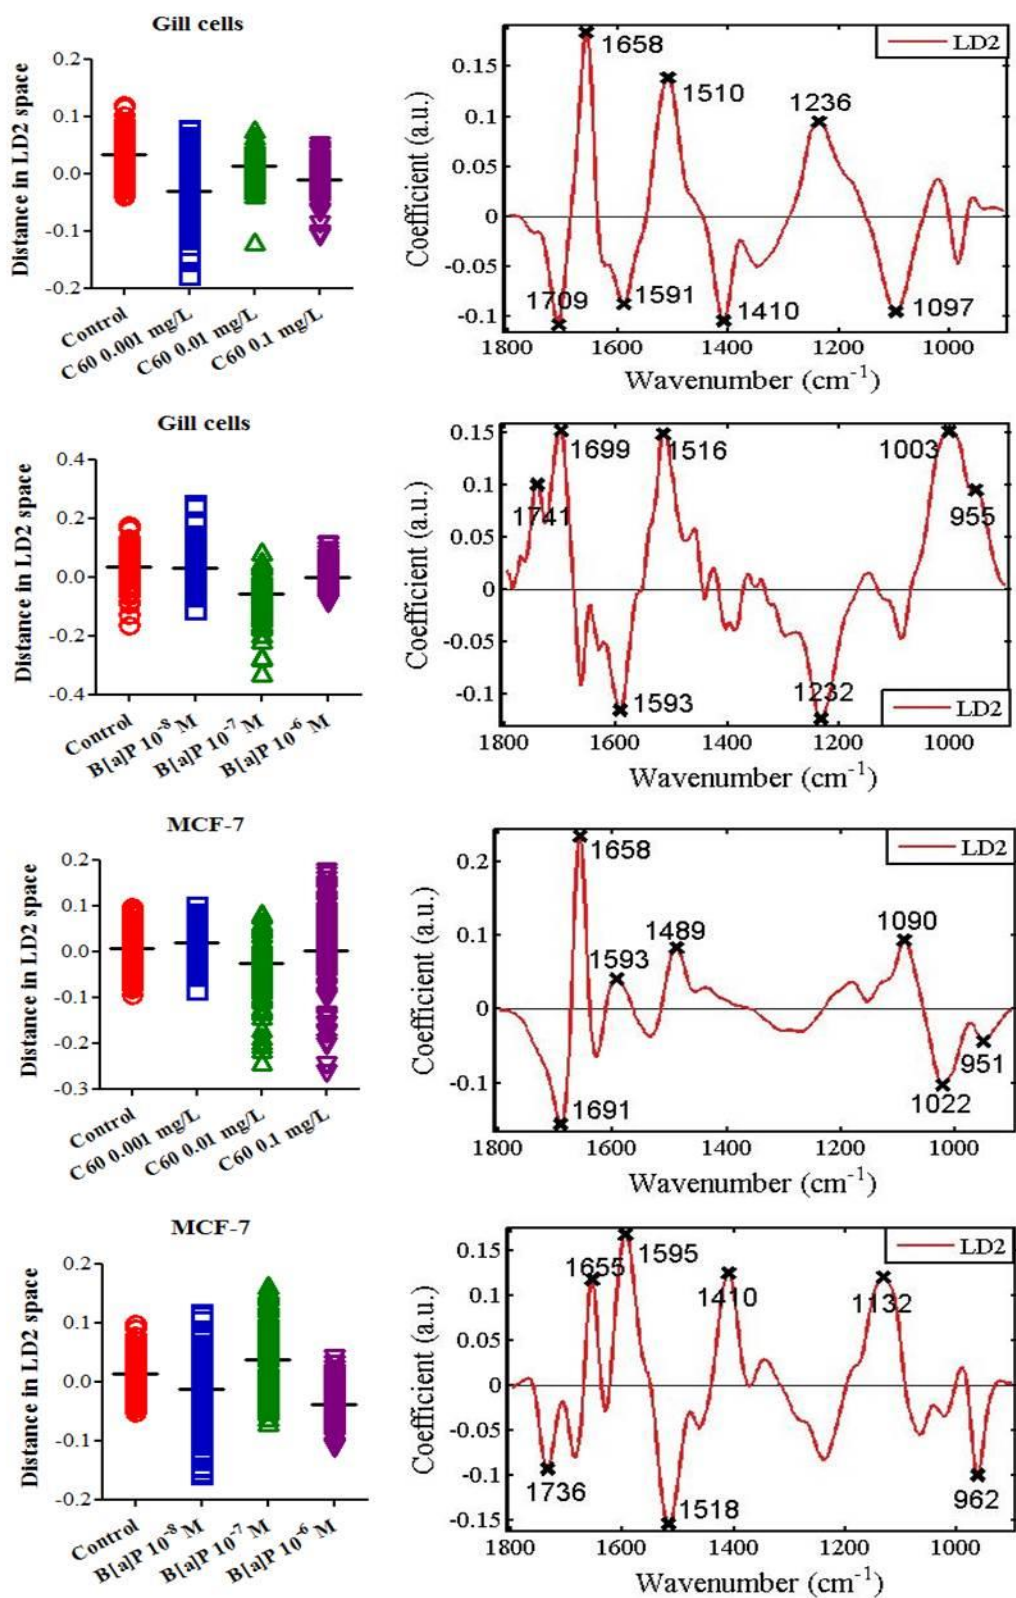 Gill cells
Distance in LD2 space
0.2
0.1
0.0
-0.1
-0.2
Control
C60 0.001 mg/L
C60 0.01 mg/L
C60 0.1 mg/L
LD2
1658
1510
1236
1709
1591
1410
1097
Coefficient (a.u.)
0.15
0.1
0.05
0
-0.05
-0.1
1800
1600
1400
1200
1000
Wavenumber (cm⁻¹)
Gill cells
Distance in LD2 space
0.4
0.2
0.0
-0.2
-0.4
Control
B[a]P 10⁻⁸ M
B[a]P 10⁻⁷ M
B[a]P 10⁻⁶ M
LD2
1741
1699
1516
1003
955
1593
1232
Coefficient (a.u.)
0.15
0.1
0.05
0
-0.05
-0.1
1800
1600
1400
1200
1000
Wavenumber (cm⁻¹)
MCF-7
Distance in LD2 space
0.2
0.1
0.0
-0.1
-0.2
-0.3
Control
C60 0.001 mg/L
C60 0.01 mg/L
C60 0.1 mg/L
LD2
1658
1593
1489
1090
1691
1022
951
Coefficient (a.u.)
0.2
0.1
0
-0.1
1800
1600
1400
1200
1000
Wavenumber (cm⁻¹)
MCF-7
Distance in LD2 space
0.2
0.1
0.0
-0.1
-0.2
Control
B[a]P 10⁻⁸ M
B[a]P 10⁻⁷ M
B[a]P 10⁻⁶ M
LD2
1655
1595
1410
1132
1736
1518
962
Coefficient (a.u.)
0.15
0.1
0.05
0
-0.05
-0.1
-0.15
1800
1600
1400
1200
1000
Wavenumber (cm⁻¹)